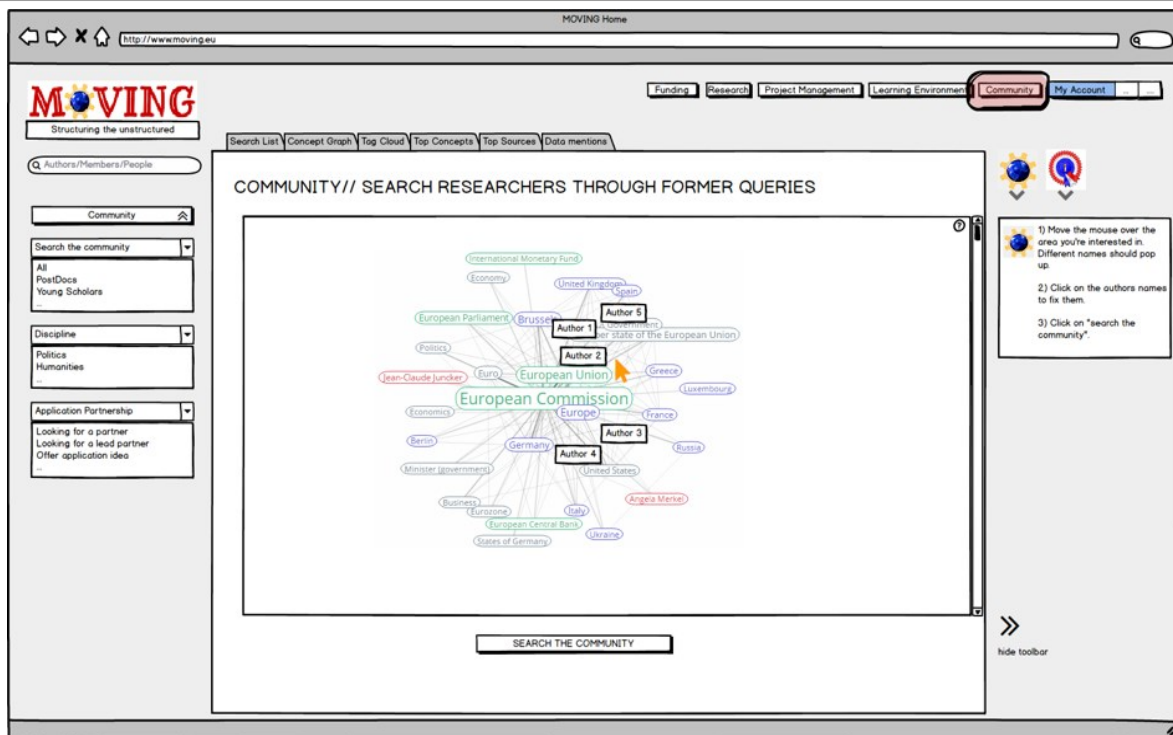 MOVING Home
http://www.moving.eu
MOVING
Structuring the unstructured
Funding
Research
Project Management
Learning Environment
Community
My Account
...
...
Authors/Members/People
Community
Search the community
All
PostDocs
Young Scholars
...
Discipline
Politics
Humanities
...
Application Partnership
Looking for a partner
Looking for a lead partner
Offer application idea
...
Search List
Concept Graph
Tag Cloud
Top Concepts
Top Sources
Data mentions
COMMUNITY// SEARCH RESEARCHERS THROUGH FORMER QUERIES
International Monetary Fund
Economy
United Kingdom
Spain
European Parliament
Brussels
Author 5
Author 1
Government)
state of the European Union
Politics
Author 2
Jean-Claude Juncker
Euro
European Union
Greece
Luxembourg
European Commission
Economics
Europe
France
Berlin
Germany
Author 3
Russia
Author 4
Minister (government)
United States
Business
Eurozone
Italy
Angela Merkel
European Central Bank
Ukraine
States of Germany
SEARCH THE COMMUNITY
1) Move the mouse over the
area you're interested in.
Different names should pop
up.
2) Click on the authors names
to fix them.
3) Click on "search the
community".
hide toolbar